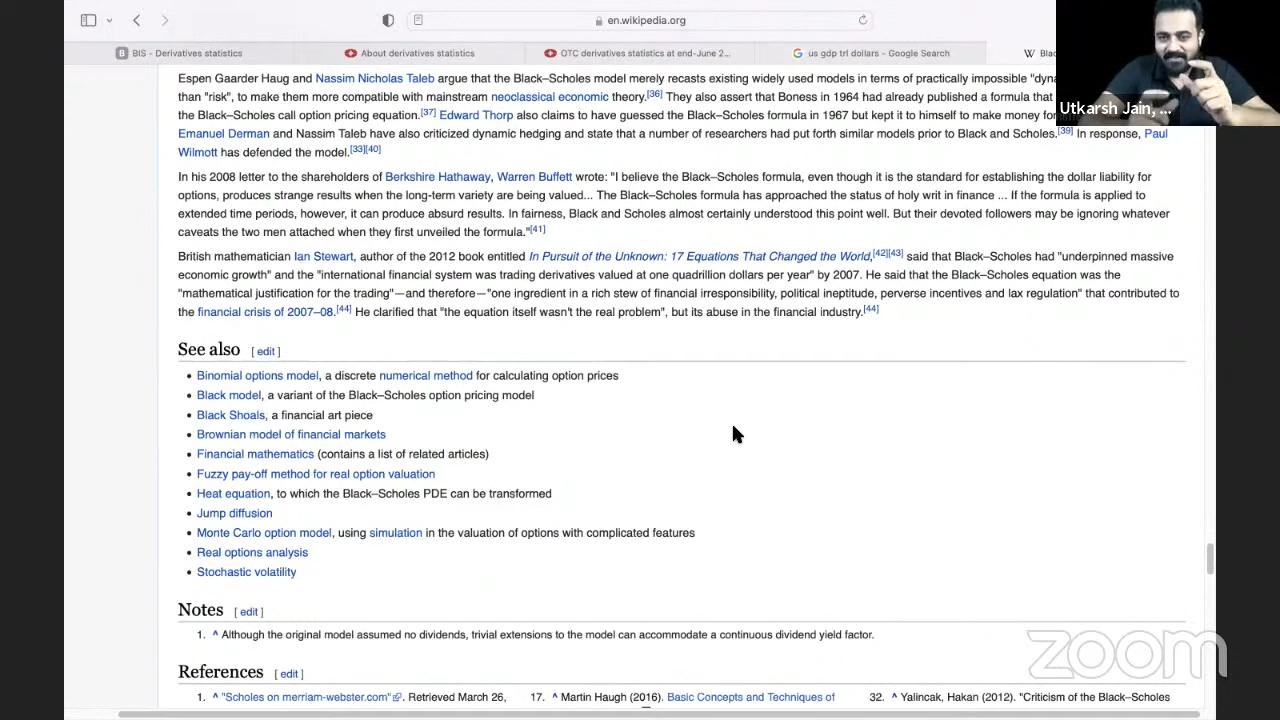 en.wikipedia.org
BIS - Derivatives statistics
About derivatives statistics
OTC derivatives statistics at end-June 2...
us gdp trl dollars - Google Search
Utkarsh Jain, ...
Espen Gaarder Haug and Nassim Nicholas Taleb argue that the Black–Scholes model merely recasts existing widely used models in terms of practically impossible
than "risk", to make them more compatible with mainstream neoclassical economic theory.[36] They also assert that Boness in 1964 had already published a formula that
the Black–Scholes call option pricing equation.[37] Edward Thorp also claims to have guessed the Black–Scholes formula in 1967 but kept it to himself to make money
Emanuel Derman and Nassim Taleb have also criticized dynamic hedging and state that a number of researchers had put forth similar models prior to Black and Scholes.[39] In response, Paul
Wilmott has defended the model.[33][40]
In his 2008 letter to the shareholders of Berkshire Hathaway, Warren Buffett wrote: "I believe the Black–Scholes formula, even though it is the standard for establishing the dollar liability for
options, produces strange results when the long-term variety are being valued... The Black–Scholes formula has approached the status of holy writ in finance ... If the formula is applied to
extended time periods, however, it can produce absurd results. In fairness, Black and Scholes almost certainly understood this point well. But their devoted followers may be ignoring whatever
caveats the two men attached when they first unveiled the formula."[41]
British mathematician Ian Stewart, author of the 2012 book entitled In Pursuit of the Unknown: 17 Equations That Changed the World,[42][43] said that Black–Scholes had "underpinned massive
economic growth" and the "international financial system was trading derivatives valued at one quadrillion dollars per year" by 2007. He said that the Black–Scholes equation was the
"mathematical justification for the trading"—and therefore—"one ingredient in a rich stew of financial irresponsibility, political ineptitude, perverse incentives and lax regulation" that contributed to
the financial crisis of 2007–08.[44] He clarified that "the equation itself wasn't the real problem", but its abuse in the financial industry.[44]
See also [ edit ]
• Binomial options model, a discrete numerical method for calculating option prices
• Black model, a variant of the Black–Scholes option pricing model
• Black Shoals, a financial art piece
• Brownian model of financial markets
• Financial mathematics (contains a list of related articles)
• Fuzzy pay-off method for real option valuation
• Heat equation, to which the Black–Scholes PDE can be transformed
• Jump diffusion
• Monte Carlo option model, using simulation in the valuation of options with complicated features
• Real options analysis
• Stochastic volatility
Notes [ edit ]
1. ^ Although the original model assumed no dividends, trivial extensions to the model can accommodate a continuous dividend yield factor.
zoom
References [ edit ]
1. ^ "Scholes on merriam-webster.com". Retrieved March 26,
17. ^ Martin Haugh (2016). Basic Concepts and Techniques of
32. ^ Yalincak, Hakan (2012). "Criticism of the Black–Scholes